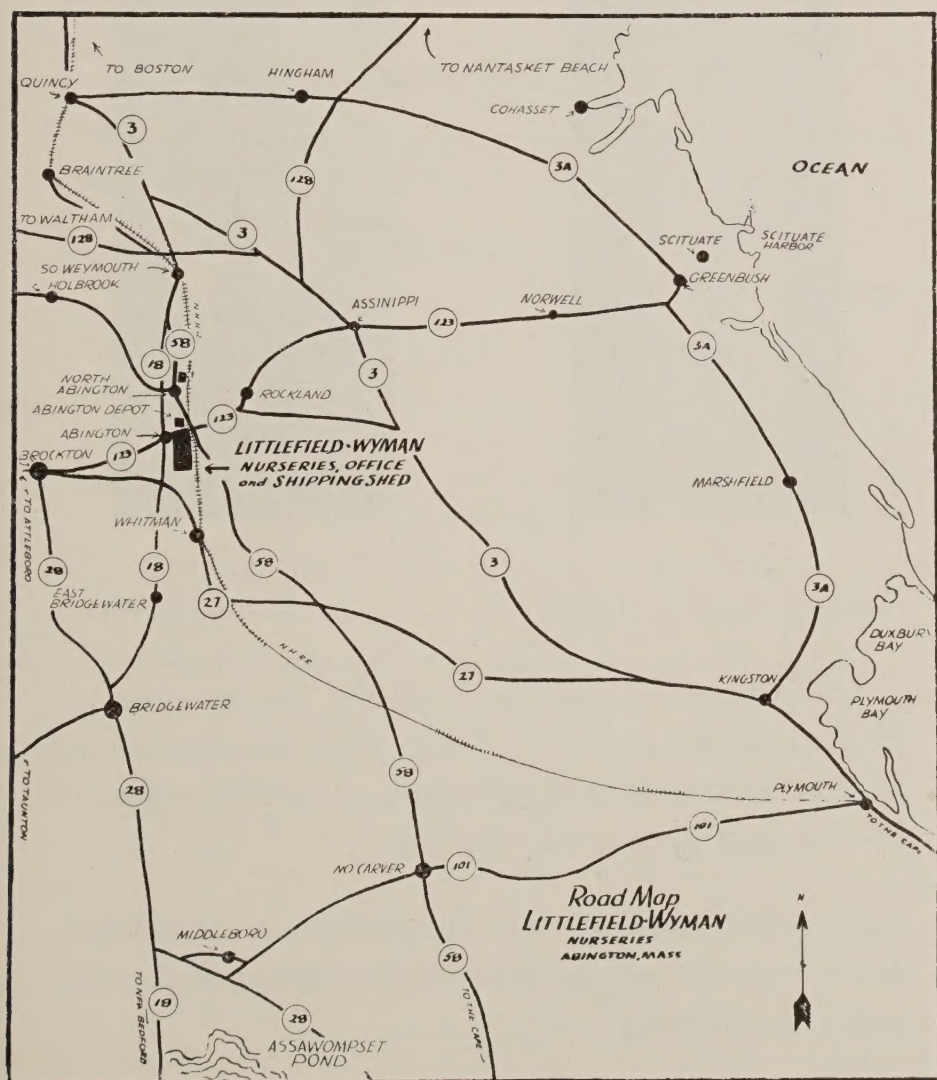 TO BOSTON
TO NANTASKET BEACH
QUINCY
HINGHAM
COHASSET
3
3A
OCEAN
BRAINTREE
128
TO WALTHAM
128
3
SCITUATE
SCITUATE
HARBOR
SO WEYMOUTH
HOLBROOK
GREENBUSH
ASSINIPPI
123
NORWELL
N.H.R.R.
58
18
3A
3
NORTH
ABINGTON
ROCKLAND
ABINGTON DEPOT
123
ABINGTON
BROCKTON
123
LITTLEFIELD-WYMAN
NURSERIES, OFFICE
and SHIPPING SHED
MARSHFIELD
TO ATTLEBORO
WHITMAN
28
18
58
3
3A
EAST
BRIDGEWATER
27
DUXBURY
BAY
N.H.R.R.
27
KINGSTON
PLYMOUTH
BAY
BRIDGEWATER
TO TAUNTON
28
58
PLYMOUTH
TO THE CAPE
101
NO CARVER
101
Road Map
LITTLEFIELD-WYMAN
NURSERIES
ABINGTON, MASS
N
MIDDLEBORO
58
TO NEW BEDFORD
18
28
TO THE CAPE
ASSAWOMPSET
POND